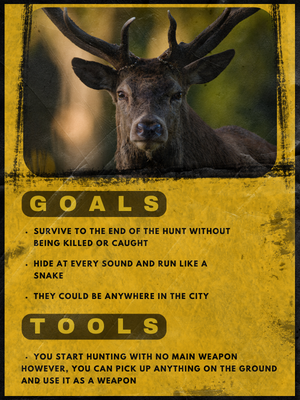 GOALS
· SURVIVE TO THE END OF THE HUNT WITHOUT
BEING KILLED OR CAUGHT
· HIDE AT EVERY SOUND AND RUN LIKE A
SNAKE
· THEY COULD BE ANYWHERE IN THE CITY
TOOLS
· YOU START HUNTING WITH NO MAIN WEAPON
HOWEVER, YOU CAN PICK UP ANYTHING ON THE GROUND
AND USE IT AS A WEAPON